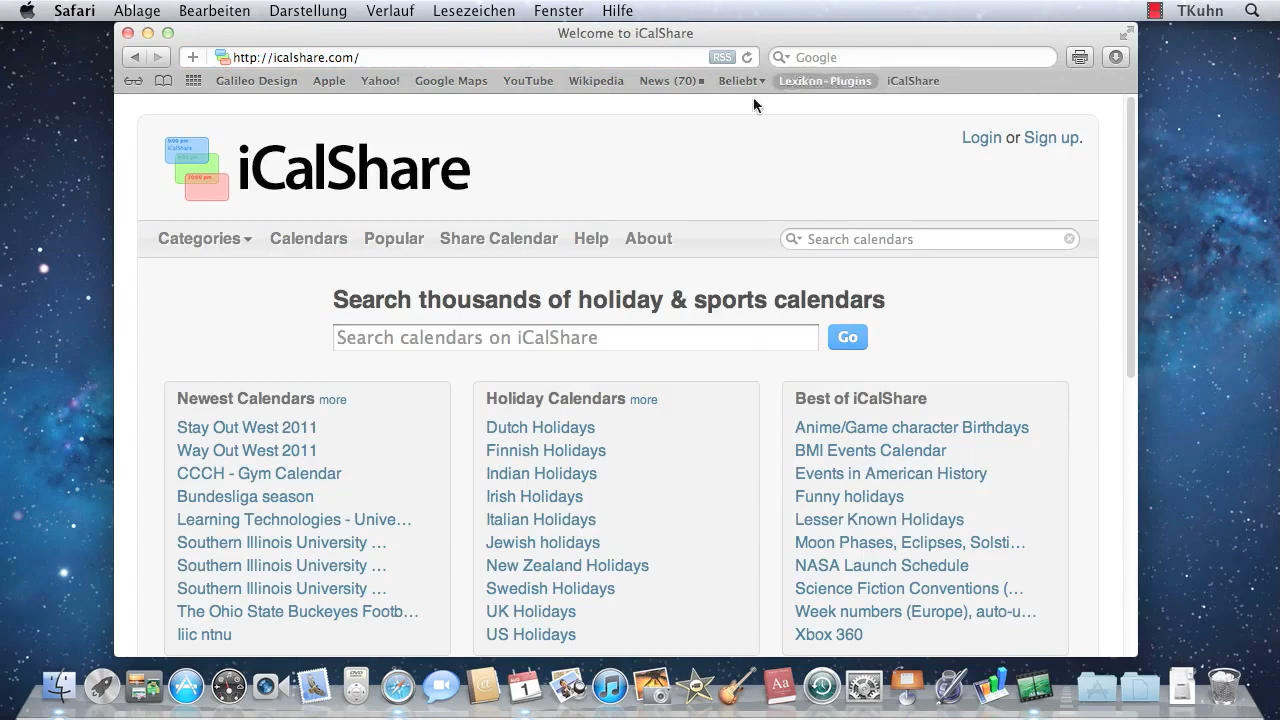 Safari Ablage Bearbeiten Darstellung Verlauf Lesezeichen Fenster Hilfe TKuhn
Welcome to iCalShare
http://icalshare.com/ RSS Google
Galileo Design Apple Yahoo! Google Maps YouTube Wikipedia News (70) Beliebt Lexikon-Plugins iCalShare
Login or Sign up.
iCalShare
Categories Calendars Popular Share Calendar Help About Search calendars
Search thousands of holiday & sports calendars
Search calendars on iCalShare Go
Newest Calendars more
Stay Out West 2011
Way Out West 2011
CCCH - Gym Calendar
Bundesliga season
Learning Technologies - Unive…
Southern Illinois University …
Southern Illinois University …
Southern Illinois University …
The Ohio State Buckeyes Footb…
Iiic ntnu
Holiday Calendars more
Dutch Holidays
Finnish Holidays
Indian Holidays
Irish Holidays
Italian Holidays
Jewish holidays
New Zealand Holidays
Swedish Holidays
UK Holidays
US Holidays
Best of iCalShare
Anime/Game character Birthdays
BMI Events Calendar
Events in American History
Funny holidays
Lesser Known Holidays
Moon Phases, Eclipses, Solsti…
NASA Launch Schedule
Science Fiction Conventions (…
Week numbers (Europe), auto-u…
Xbox 360
1
Aa